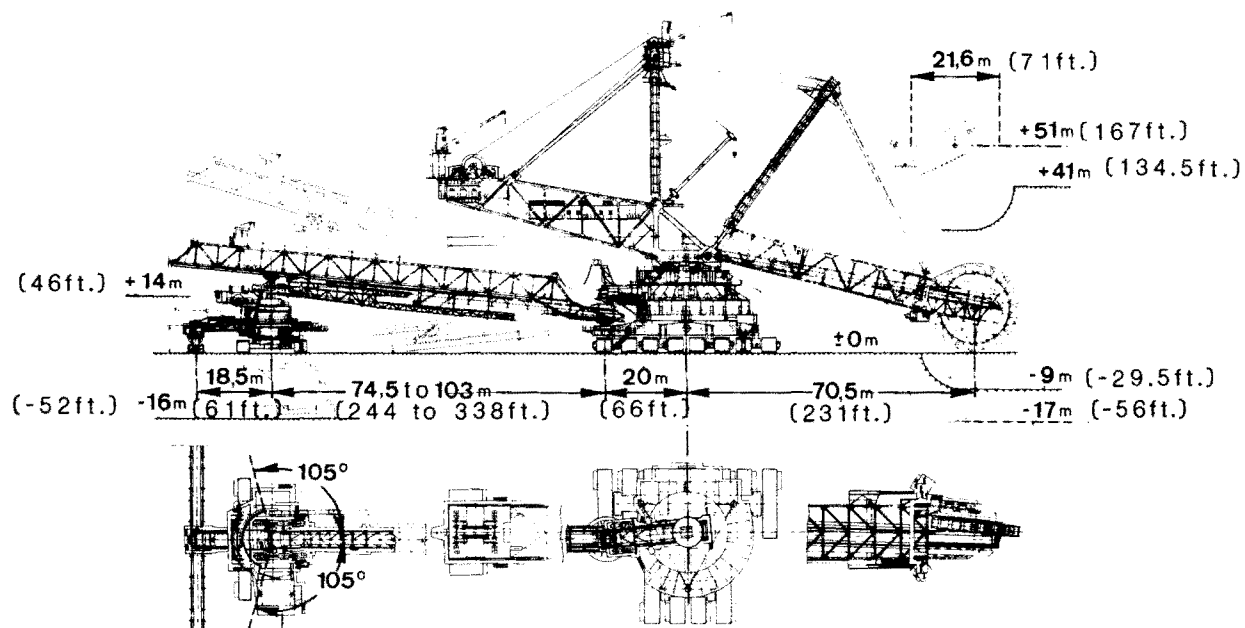 21,6m (71ft.)
+51m (167ft.)
+41m (134.5ft.)
(46ft.) +14m
±0m
18,5m 74,5 to 103m 20m 70,5m -9m (-29.5ft.)
(-52ft.) -16m (61ft.) (244 to 338ft.) (66ft.) (231ft.) -17m (-56ft.)
105°
105°